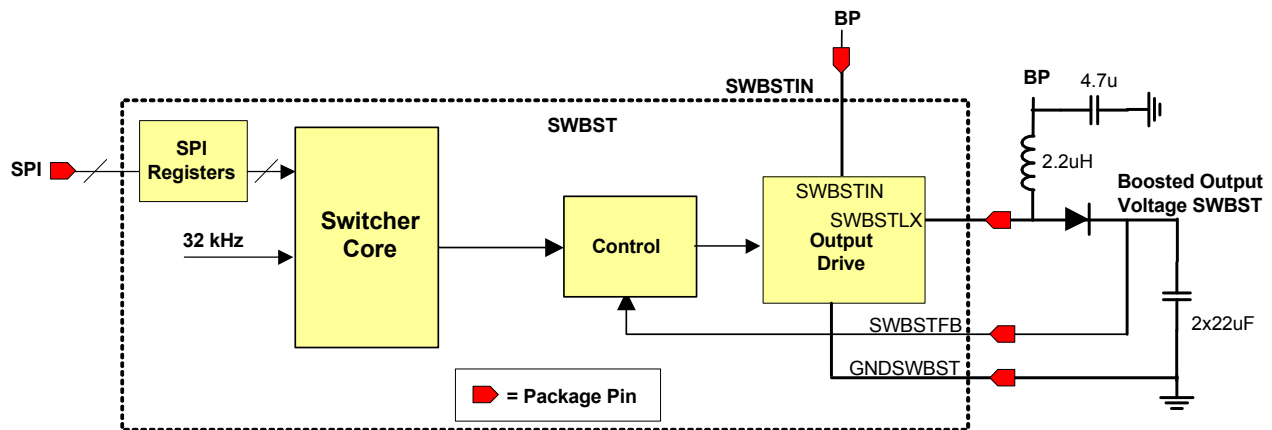 BP
SWBSTIN
BP
4.7u
SWBST
SPI
SPI
Registers
2.2uH
Boosted Output
Voltage SWBST
Switcher
Core
32 kHz
Control
SWBSTIN
SWBSTLX
Output
Drive
SWBSTFB
2x22uF
GNDSWBST
= Package Pin